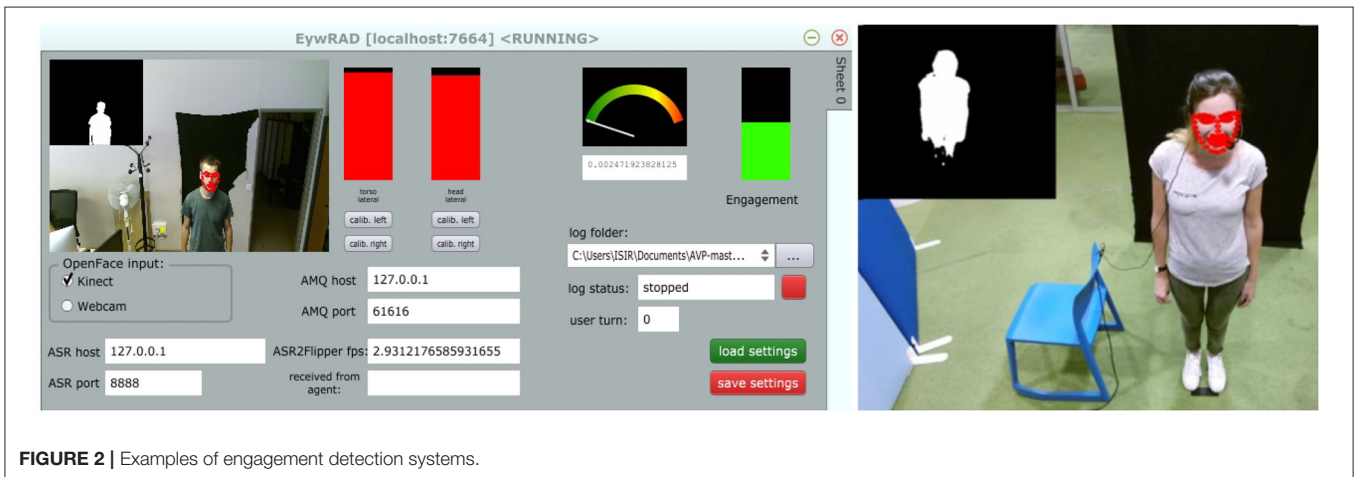 EywRAD [localhost:7664] <RUNNING>
Sheet 0
torso
lateral
head
lateral
calib. left
calib. left
calib. right
calib. right
0.002471923828125
Engagement
OpenFace input:
Kinect
Webcam
AMQ host 127.0.0.1
AMQ port 61616
log folder:
C:\Users\ISIR\Documents\AVP-mast... ...
log status: stopped
user turn: 0
ASR host 127.0.0.1
ASR2Flipper fps: 2.9312176585931655
load settings
ASR port 8888
received from
agent:
save settings
FIGURE 2 | Examples of engagement detection systems.